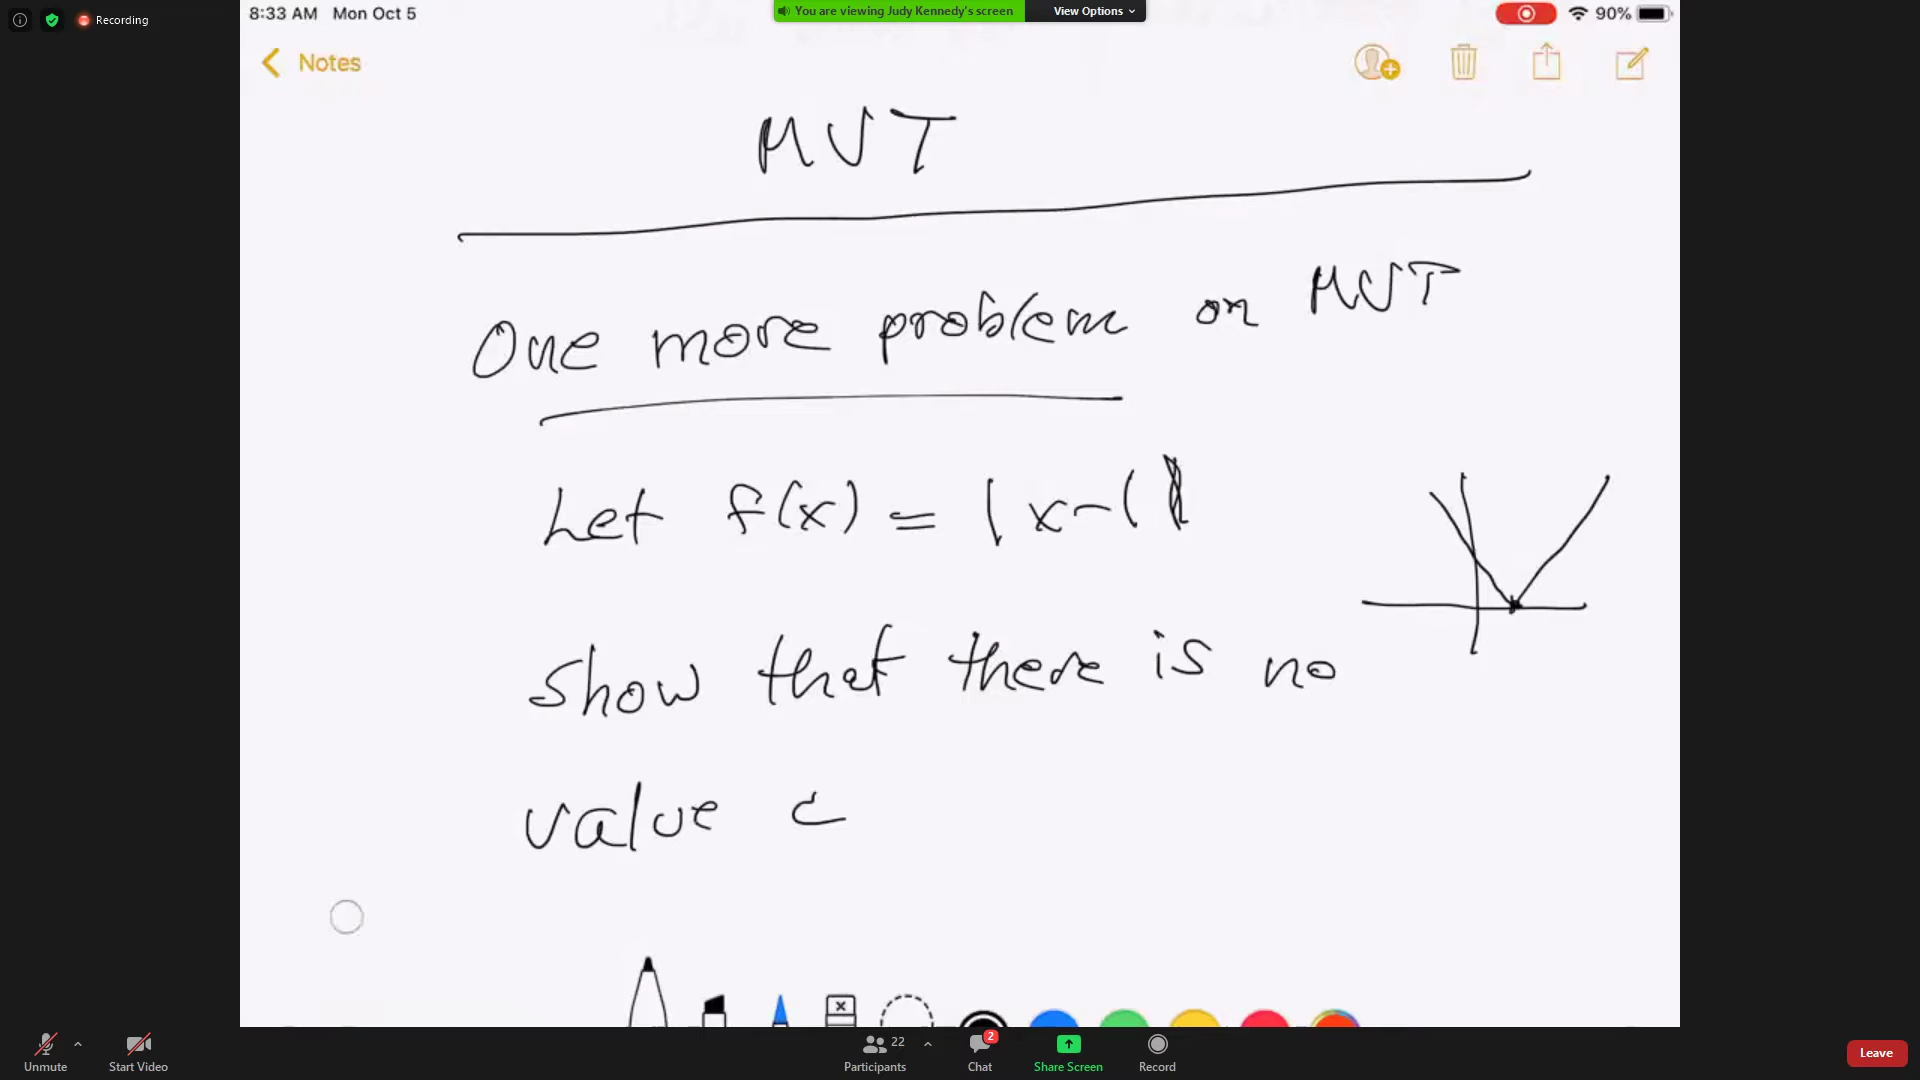 Recording
8:33 AM Mon Oct 5
You are viewing Judy Kennedy's screen
View Options
90%
Notes
MVT
One more problem on MVT
Let f(x) = |x-1|
show that there is no
value c
Unmute
Start Video
22
Participants
2
Chat
Share Screen
Record
Leave